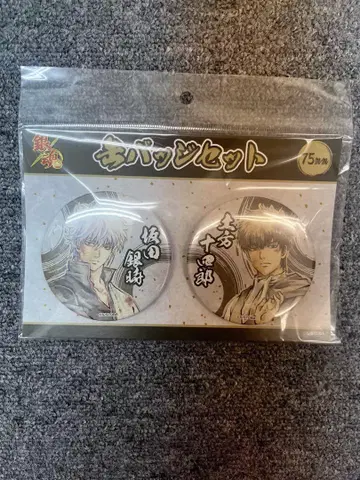 銀魂
缶バッジセット
75mm
坂田
銀時
土方
十四郎